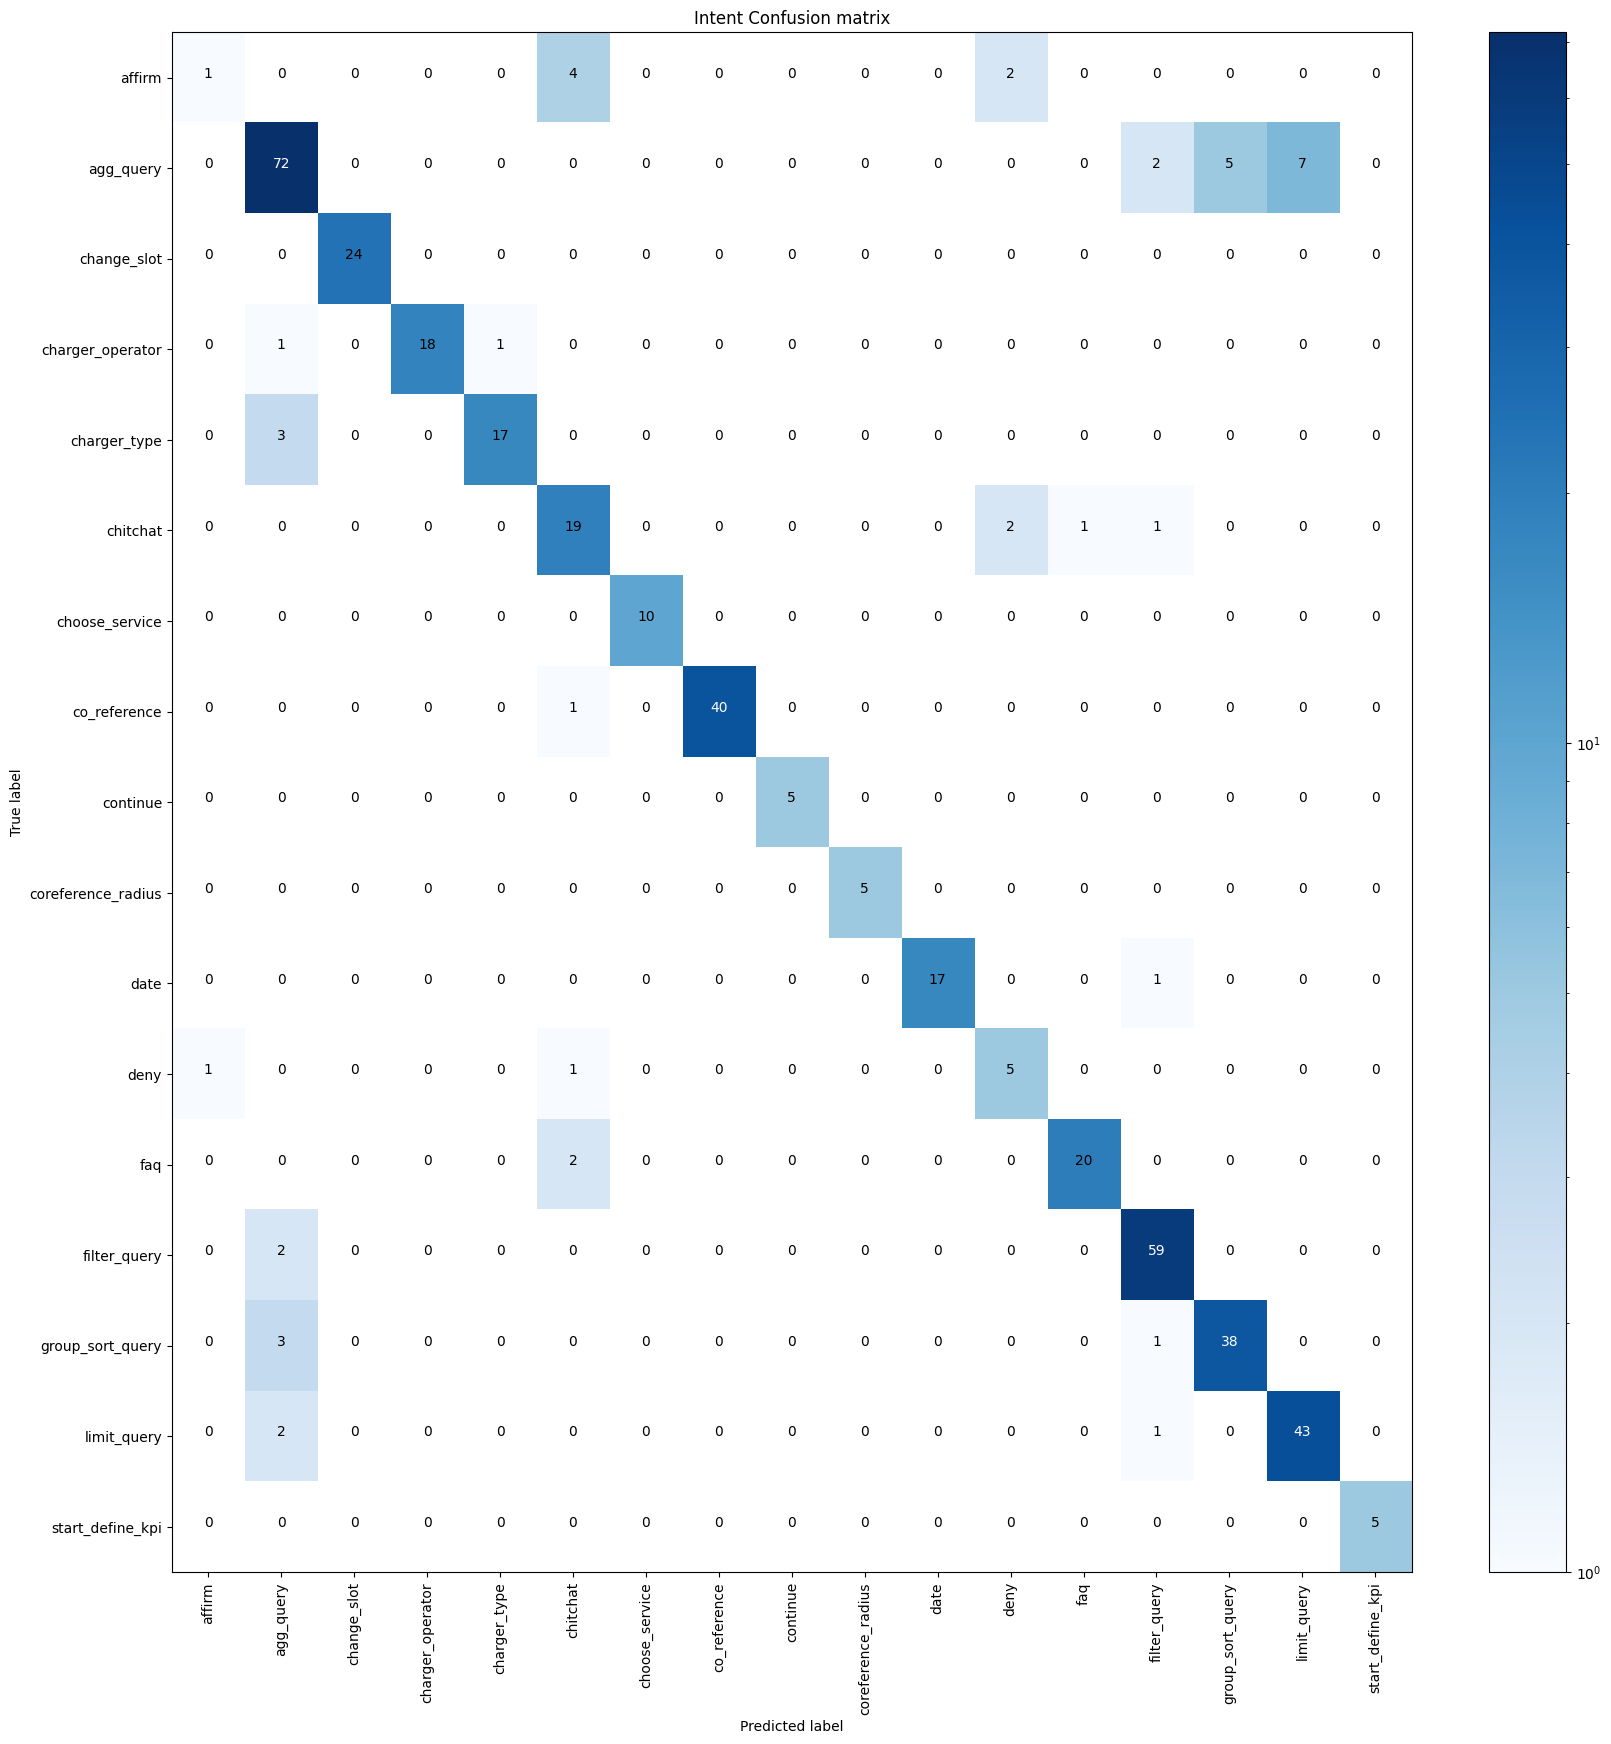 Intent Confusion matrix
affirm 1 0 0 0 0 4 0 0 0 0 0 2 0 0 0 0 0
agg_query 0 72 0 0 0 0 0 0 0 0 0 0 0 2 5 7 0
change_slot 0 0 24 0 0 0 0 0 0 0 0 0 0 0 0 0 0
charger_operator 0 1 0 18 1 0 0 0 0 0 0 0 0 0 0 0 0
charger_type 0 3 0 0 17 0 0 0 0 0 0 0 0 0 0 0 0
chitchat 0 0 0 0 0 19 0 0 0 0 0 2 1 1 0 0 0
choose_service 0 0 0 0 0 0 10 0 0 0 0 0 0 0 0 0 0
co_reference 0 0 0 0 0 1 0 40 0 0 0 0 0 0 0 0 0
continue 0 0 0 0 0 0 0 0 5 0 0 0 0 0 0 0 0
coreference_radius 0 0 0 0 0 0 0 0 0 5 0 0 0 0 0 0 0
date 0 0 0 0 0 0 0 0 0 0 17 0 0 1 0 0 0
deny 1 0 0 0 0 1 0 0 0 0 0 5 0 0 0 0 0
faq 0 0 0 0 0 2 0 0 0 0 0 0 20 0 0 0 0
filter_query 0 2 0 0 0 0 0 0 0 0 0 0 0 59 0 0 0
group_sort_query 0 3 0 0 0 0 0 0 0 0 0 0 0 1 38 0 0
limit_query 0 2 0 0 0 0 0 0 0 0 0 0 0 1 0 43 0
start_define_kpi 0 0 0 0 0 0 0 0 0 0 0 0 0 0 0 0 5
True label
affirm
agg_query
change_slot
charger_operator
charger_type
chitchat
choose_service
co_reference
continue
coreference_radius
date
deny
faq
filter_query
group_sort_query
limit_query
start_define_kpi
Predicted label
10¹
10⁰